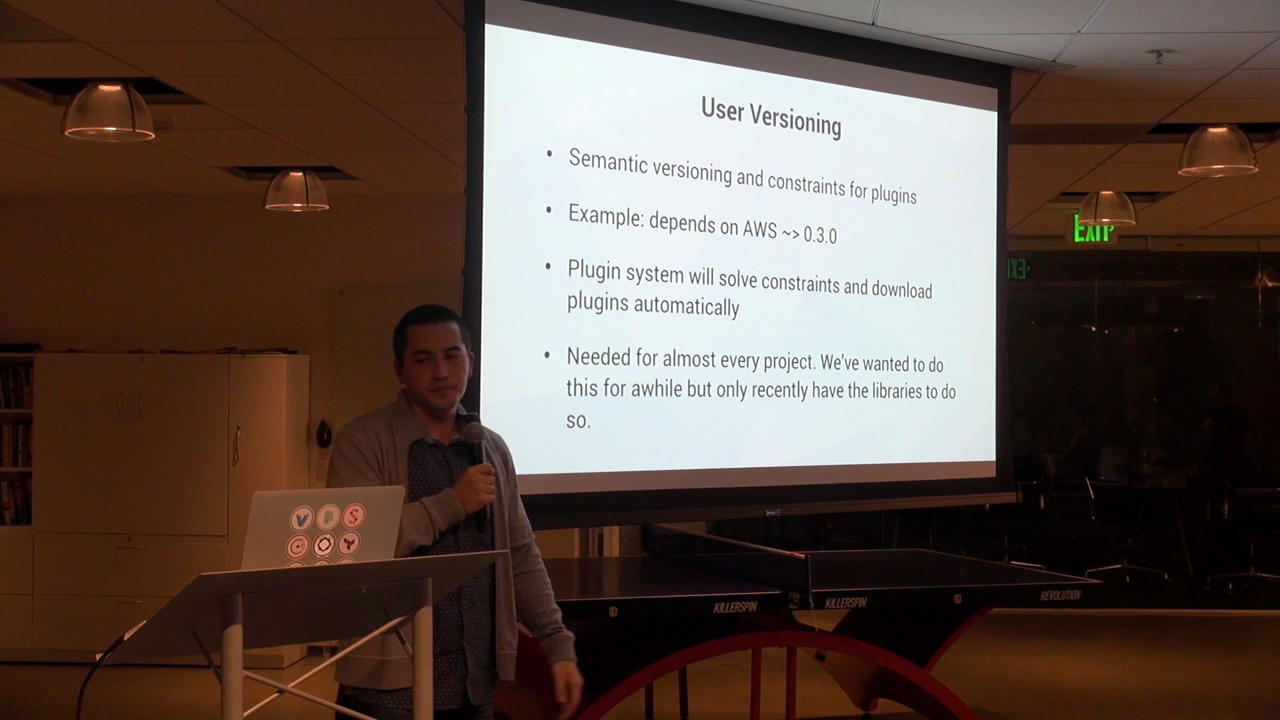 User Versioning
• Semantic versioning and constraints for plugins
• Example: depends on AWS ~> 0.3.0
• Plugin system will solve constraints and download
plugins automatically
• Needed for almost every project. We've wanted to do
this for awhile but only recently have the libraries to do
so.
EXIT
EXIT
V P S
KILLERSPIN
KILLERSPIN
REVOLUTION